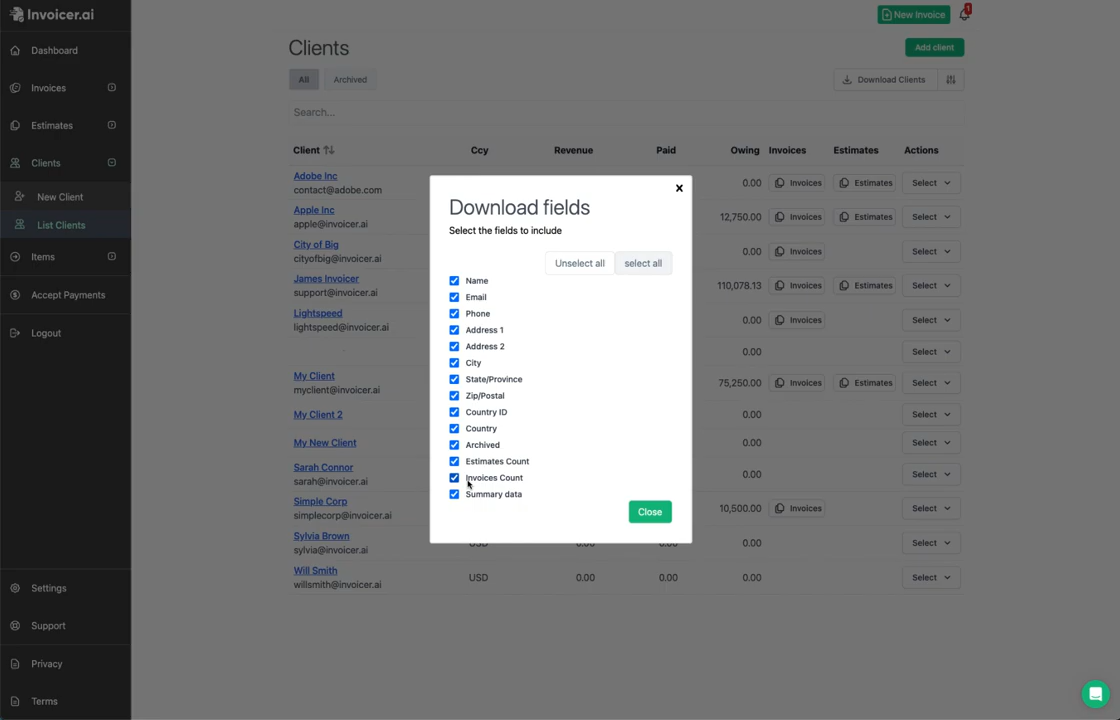 Invoicer.ai
Dashboard
Invoices
Estimates
Clients
New Client
List Clients
Items
Accept Payments
Logout
Settings
Support
Privacy
Terms
New Invoice
1
Clients
Add client
All
Archived
Download Clients
Search...
Client Ccy Revenue Paid Owing Invoices Estimates Actions
Adobe Inc
contact@adobe.com
0.00 Invoices Estimates Select
Apple Inc
apple@invoicer.ai
12,750.00 Invoices Estimates Select
City of Big
cityofbig@invoicer.ai
0.00 Invoices Select
James Invoicer
support@invoicer.ai
110,078.13 Invoices Estimates Select
Lightspeed
lightspeed@invoicer.ai
0.00 Invoices Select
0.00 Select
My Client
myclient@invoicer.ai
75,250.00 Invoices Estimates Select
My Client 2
0.00 Select
My New Client
0.00 Select
Sarah Connor
sarah@invoicer.ai
0.00 Select
Simple Corp
simplecorp@invoicer.ai
10,500.00 Invoices Select
Sylvia Brown
sylvia@invoicer.ai
USD 0.00 0.00 0.00 Select
Will Smith
willsmith@invoicer.ai
USD 0.00 0.00 0.00 Select
Download fields
Select the fields to include
Unselect all
select all
Name
Email
Phone
Address 1
Address 2
City
State/Province
Zip/Postal
Country ID
Country
Archived
Estimates Count
Invoices Count
Summary data
Close